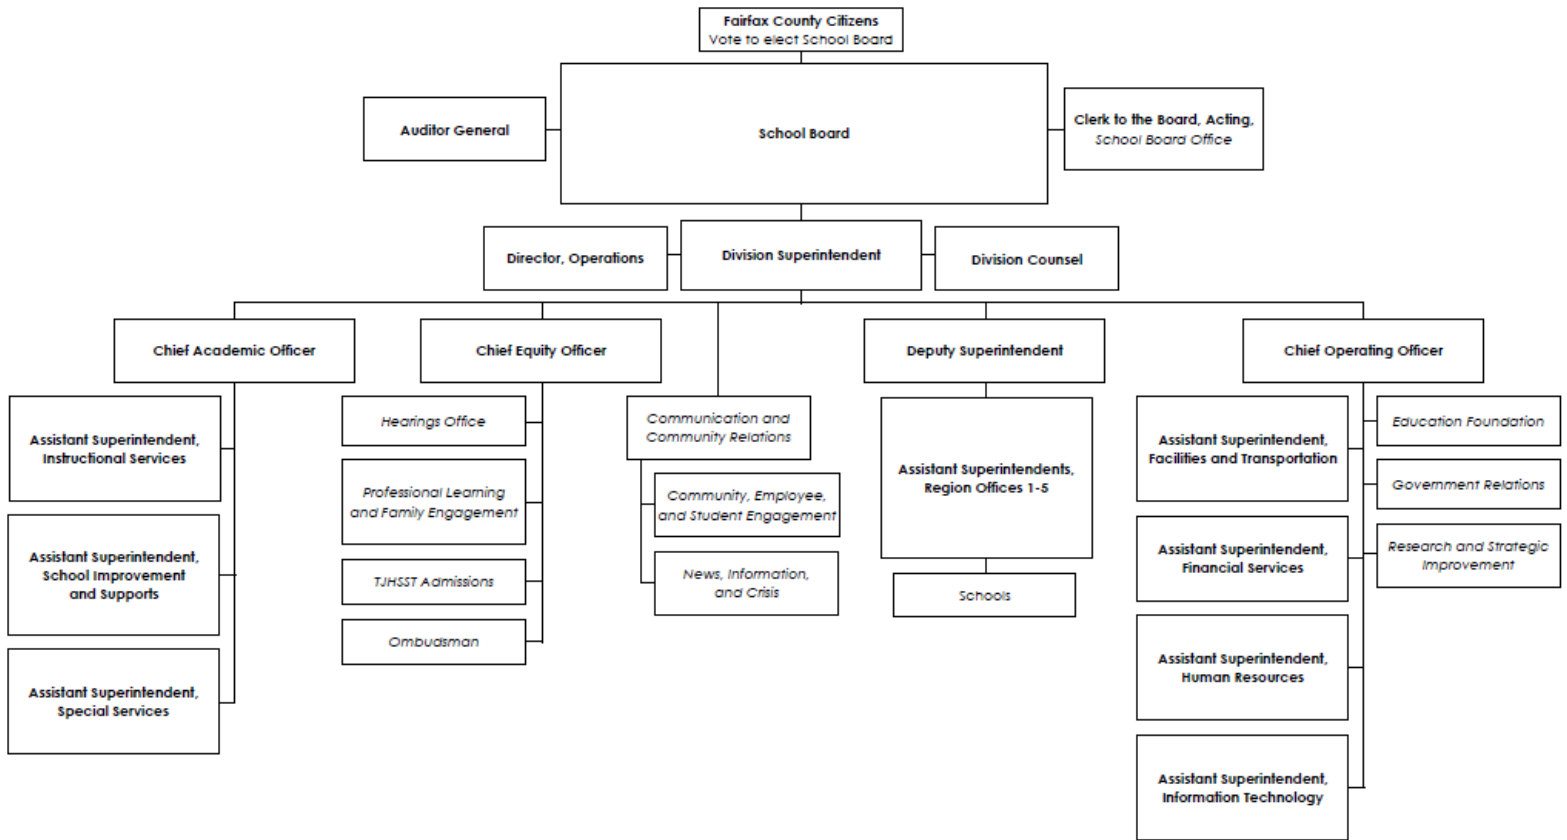 Fairfax County Citizens
Vote to elect School Board
Auditor General
School Board
Clerk to the Board, Acting,
School Board Office
Director, Operations
Division Superintendent
Division Counsel
Chief Academic Officer
Chief Equity Officer
Deputy Superintendent
Chief Operating Officer
Assistant Superintendent,
Instructional Services
Assistant Superintendent,
School Improvement
and Supports
Assistant Superintendent,
Special Services
Hearings Office
Professional Learning
and Family Engagement
TJHSST Admissions
Ombudsman
Communication and
Community Relations
Community, Employee,
and Student Engagement
News, Information,
and Crisis
Assistant Superintendents,
Region Offices 1-5
Schools
Assistant Superintendent,
Facilities and Transportation
Assistant Superintendent,
Financial Services
Assistant Superintendent,
Human Resources
Assistant Superintendent,
Information Technology
Education Foundation
Government Relations
Research and Strategic
Improvement